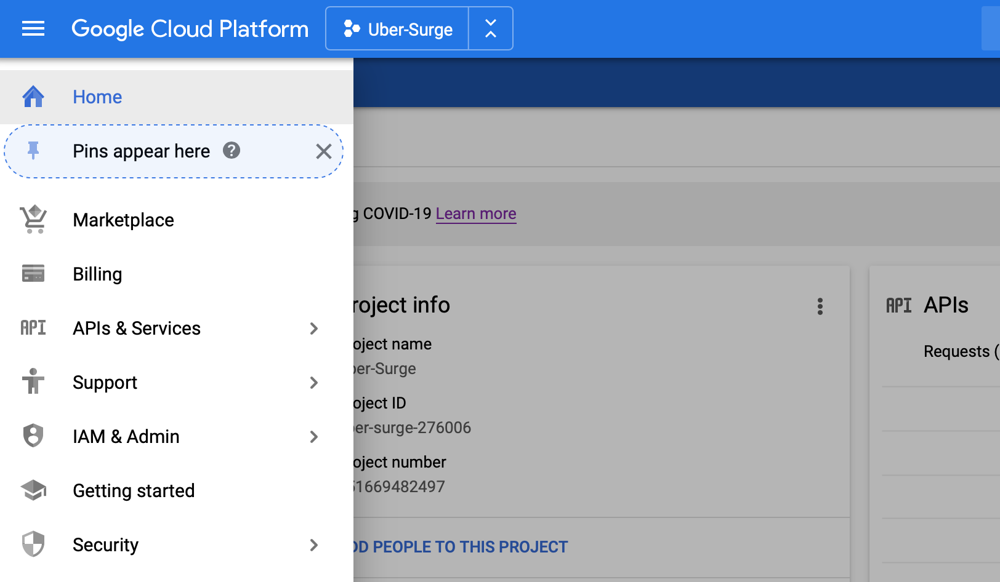 Google Cloud Platform
Uber-Surge
Home
Pins appear here
Marketplace
Billing
API APIs & Services
Support
IAM & Admin
Getting started
Security
g COVID-19 Learn more
roject info
oject name
ber-Surge
oject ID
ber-surge-276006
oject number
51669482497
DD PEOPLE TO THIS PROJECT
API APIs
Requests (